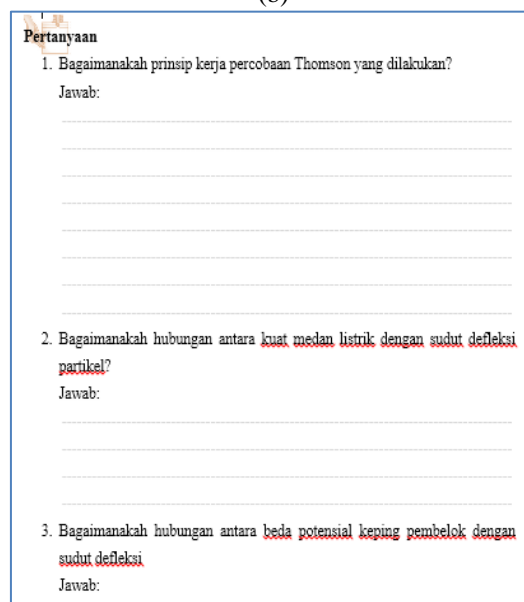 Pertanyaan
1. Bagaimanakah prinsip kerja percobaan Thomson yang dilakukan?
Jawab:
2. Bagaimanakah hubungan antara kuat medan listrik dengan sudut defleksi
partikel?
Jawab:
3. Bagaimanakah hubungan antara beda potensial keping pembelok dengan
sudut defleksi
Jawab: